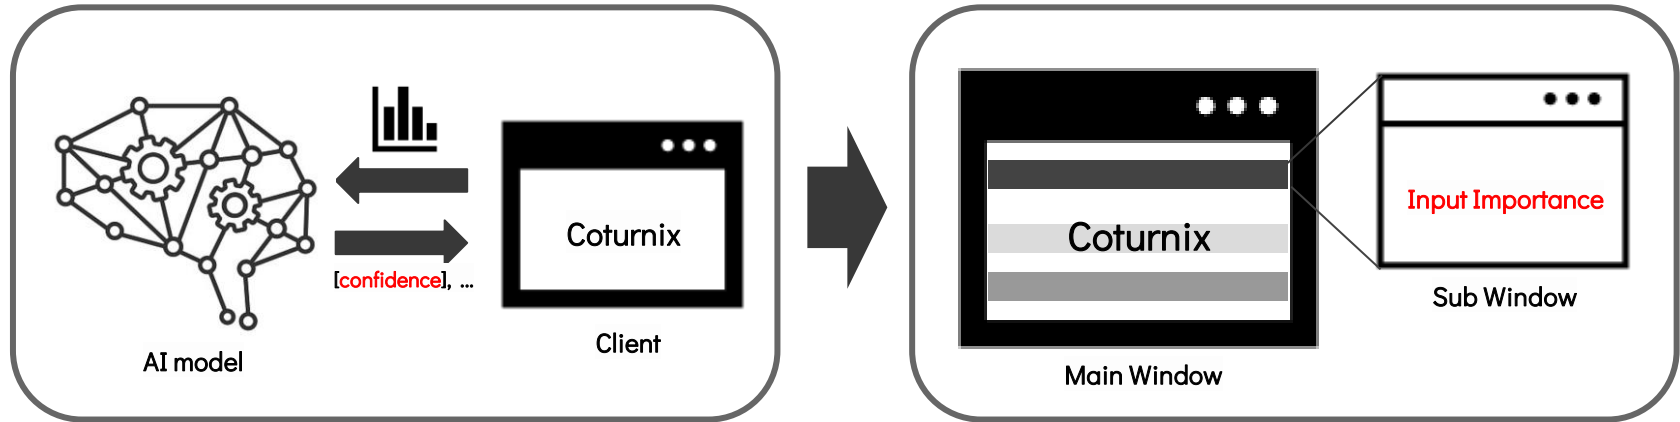 [confidence], ...
Coturnix
Client
AI model
Coturnix
Main Window
Input Importance
Sub Window